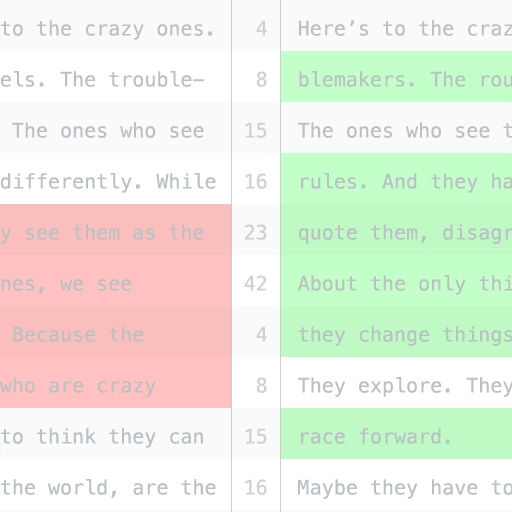 to the crazy ones. 4 Here’s to the craz
els. The trouble– 8 blemakers. The rou
The ones who see 15 The ones who see t
differently. While 16 rules. And they ha
y see them as the 23 quote them, disagr
nes, we see 42 About the only thi
Because the 4 they change things
who are crazy 8 They explore. They
to think they can 15 race forward.
the world, are the 16 Maybe they have to